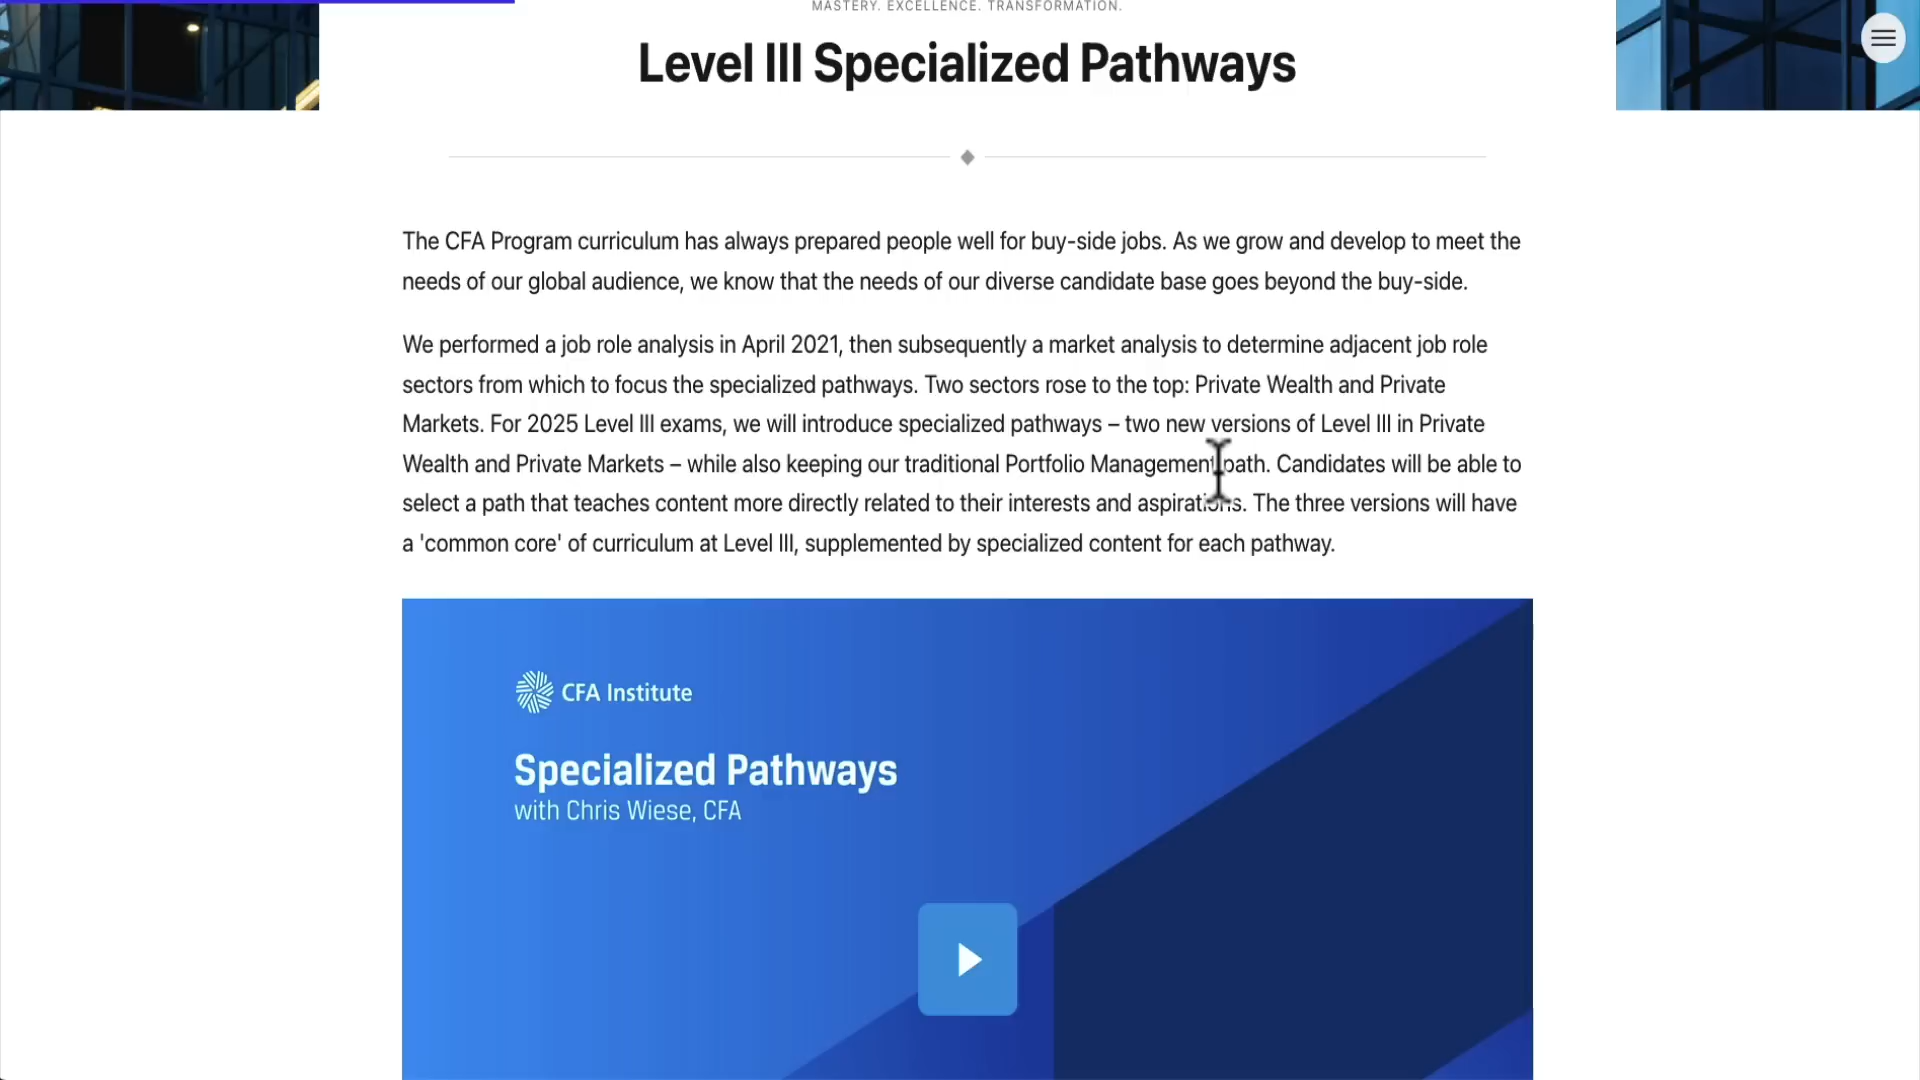 MASTERY. EXCELLENCE. TRANSFORMATION.
Level III Specialized Pathways
The CFA Program curriculum has always prepared people well for buy-side jobs. As we grow and develop to meet the
needs of our global audience, we know that the needs of our diverse candidate base goes beyond the buy-side.
We performed a job role analysis in April 2021, then subsequently a market analysis to determine adjacent job role
sectors from which to focus the specialized pathways. Two sectors rose to the top: Private Wealth and Private
Markets. For 2025 Level III exams, we will introduce specialized pathways – two new versions of Level III in Private
Wealth and Private Markets – while also keeping our traditional Portfolio Management path. Candidates will be able to
select a path that teaches content more directly related to their interests and aspirations. The three versions will have
a 'common core' of curriculum at Level III, supplemented by specialized content for each pathway.
CFA Institute
Specialized Pathways
with Chris Wiese, CFA